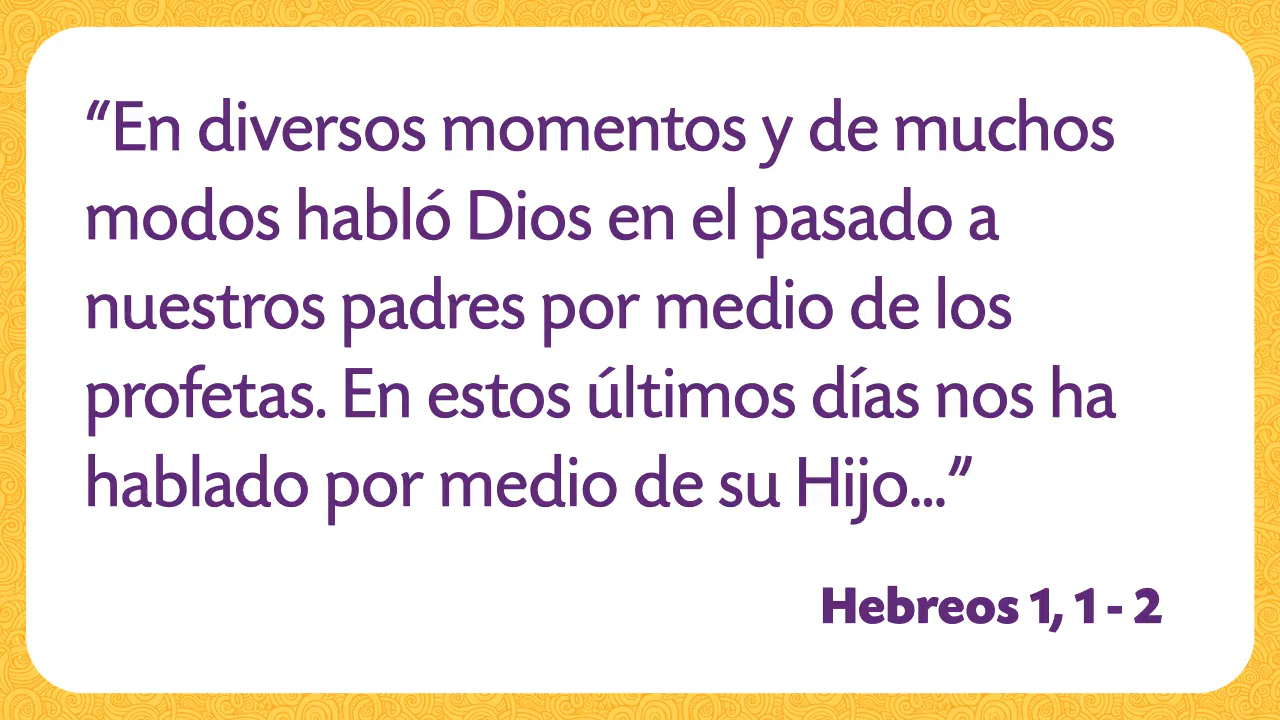 “En diversos momentos y de muchos
modos habló Dios en el pasado a
nuestros padres por medio de los
profetas. En estos últimos días nos ha
hablado por medio de su Hijo...”
Hebreos 1, 1 - 2